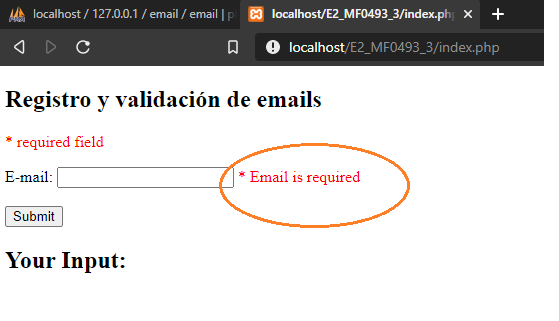 localhost / 127.0.0.1 / email / email | p
localhost/E2_MF0493_3/index.ph
localhost/E2_MF0493_3/index.php
Registro y validación de emails
* required field
E-mail: * Email is required
Submit
Your Input: